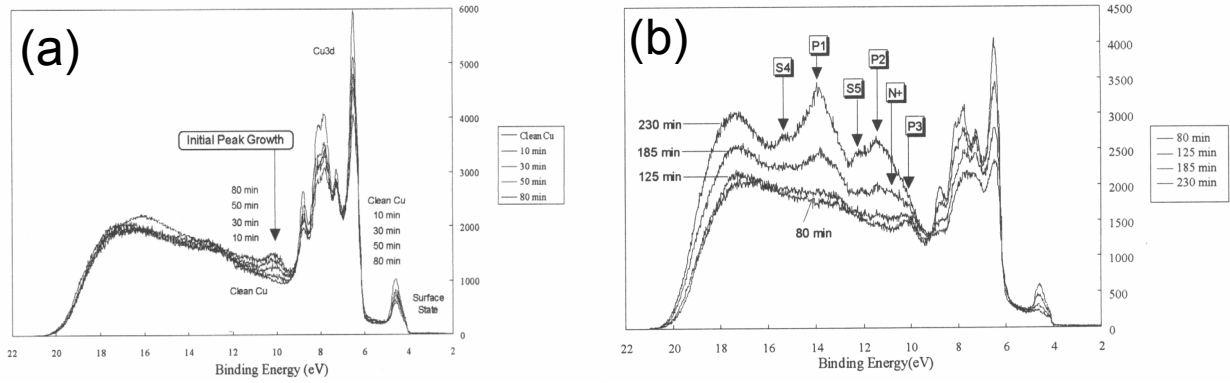 (a)
Cu3d
Initial Peak Growth
80 min
50 min
30 min
10 min
Clean Cu
Clean Cu
10 min
30 min
50 min
80 min
Surface
State
6000
5000
4000
3000
2000
1000
0
22 20 18 16 14 12 10 8 6 4 2
Binding Energy (eV)
Clean Cu
10 min
30 min
50 min
80 min
(b)
S4
P1
S5
P2
N+
P3
230 min
185 min
125 min
80 min
4500
4000
3500
3000
2500
2000
1500
1000
500
0
22 20 18 16 14 12 10 8 6 4 2
Binding Energy(eV)
80 min
125 min
185 min
230 min